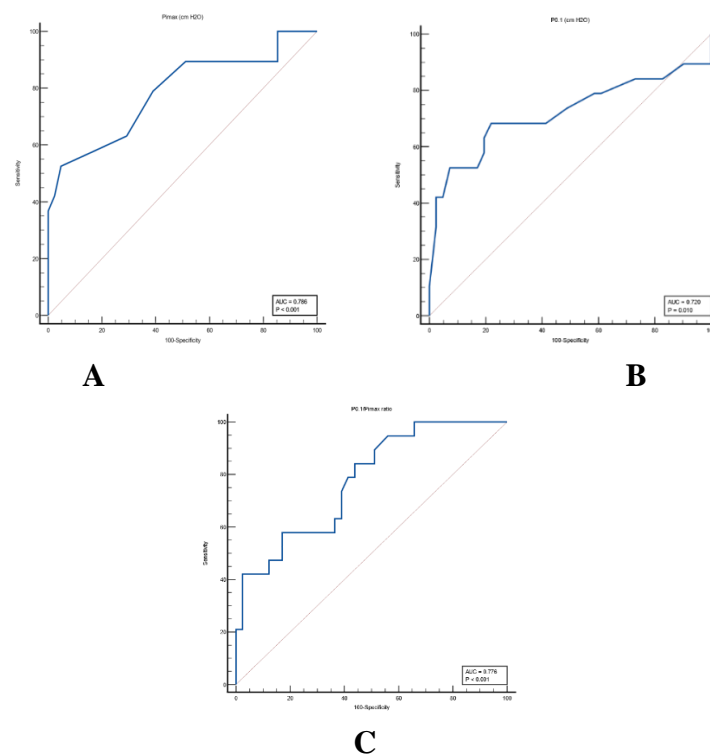 Pimax (cm H2O)
100
80
60
40
20
0
Sensitivity
AUC = 0.786
P < 0.001
0 20 40 60 80 100
100-Specificity
A
P0.1 (cm H2O)
100
80
60
40
20
0
Sensitivity
AUC = 0.720
P = 0.010
0 20 40 60 80 100
100-Specificity
B
P0.1/Pimax ratio
100
80
60
40
20
0
Sensitivity
AUC = 0.776
P < 0.001
0 20 40 60 80 100
100-Specificity
C